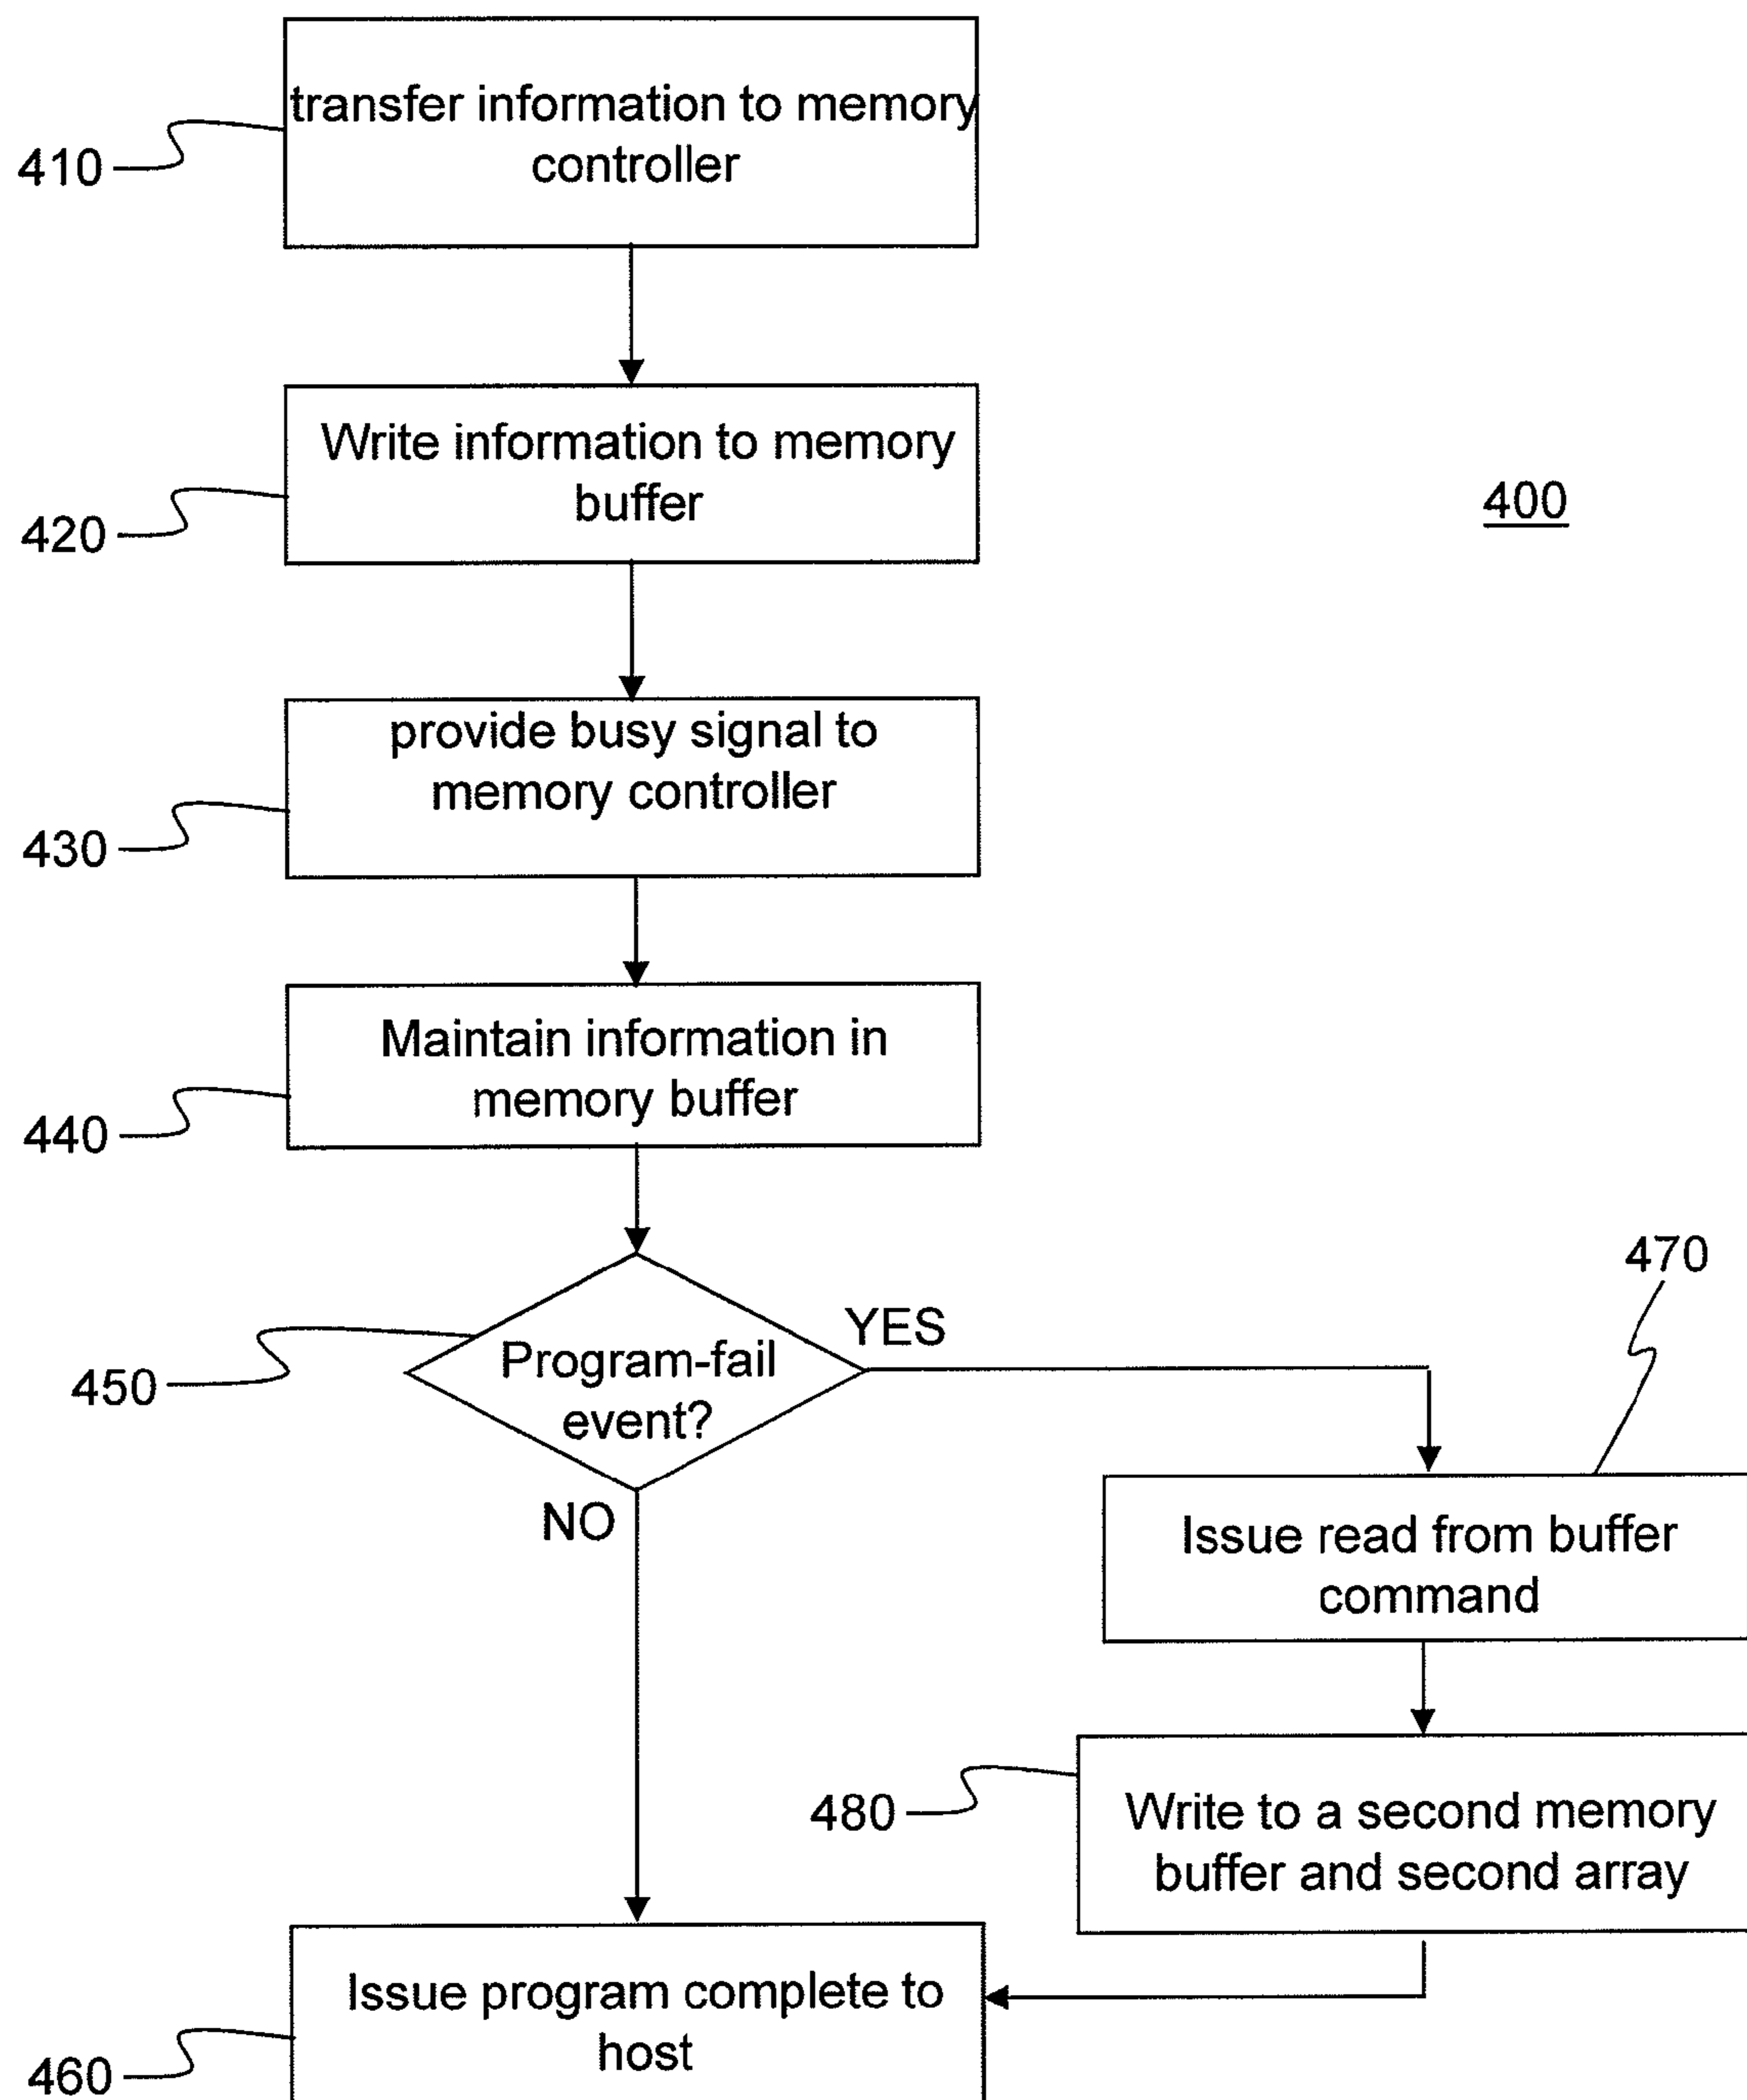 transfer information to memory
controller
410
Write information to memory
buffer
420
400
provide busy signal to
memory controller
430
Maintain information in
memory buffer
440
470
YES
Program-fail
event?
450
NO
Issue read from buffer
command
480
Write to a second memory
buffer and second array
Issue program complete to
host
460